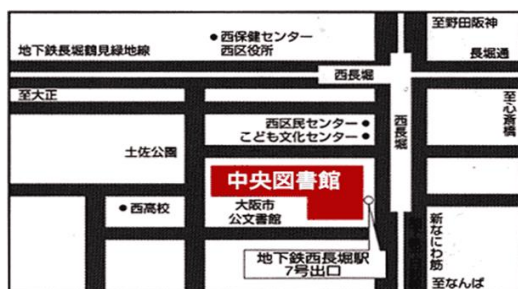 至野田阪神
西保健センター
西区役所
地下鉄長堀鶴見緑地線
長堀通
西長堀
至大正
西長堀
至心斎橋
西区民センター
こども文化センター
土佐公園
中央図書館
西高校
大阪市
公文書館
新なにわ筋
地下鉄西長堀駅
7号出口
至なんば